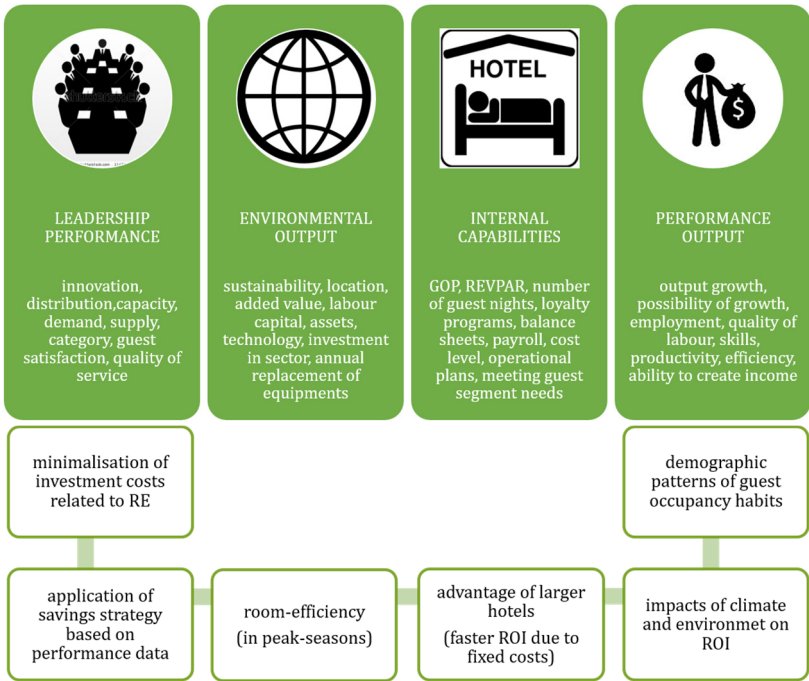 HOTEL
$
LEADERSHIP
PERFORMANCE
innovation,
distribution,capacity,
demand, supply,
category, guest
satisfaction, quality of
service
ENVIRONMENTAL
OUTPUT
sustainability, location,
added value, labour
capital, assets,
technology, investment
in sector, annual
replacement of
equipments
INTERNAL
CAPABILITIES
GOP, REVPAR, number
of guest nights, loyalty
programs, balance
sheets, payroll, cost
level, operational
plans, meeting guest
segment needs
PERFORMANCE
OUTPUT
output growth,
possibility of growth,
employment, quality of
labour, skills,
productivity, efficiency,
ability to create income
minimalisation of
investment costs
related to RE
application of
savings strategy
based on
performance data
room-efficiency
(in peak-seasons)
advantage of larger
hotels
(faster ROI due to
fixed costs)
impacts of climate
and environmet on
ROI
demographic
patterns of guest
occupancy habits